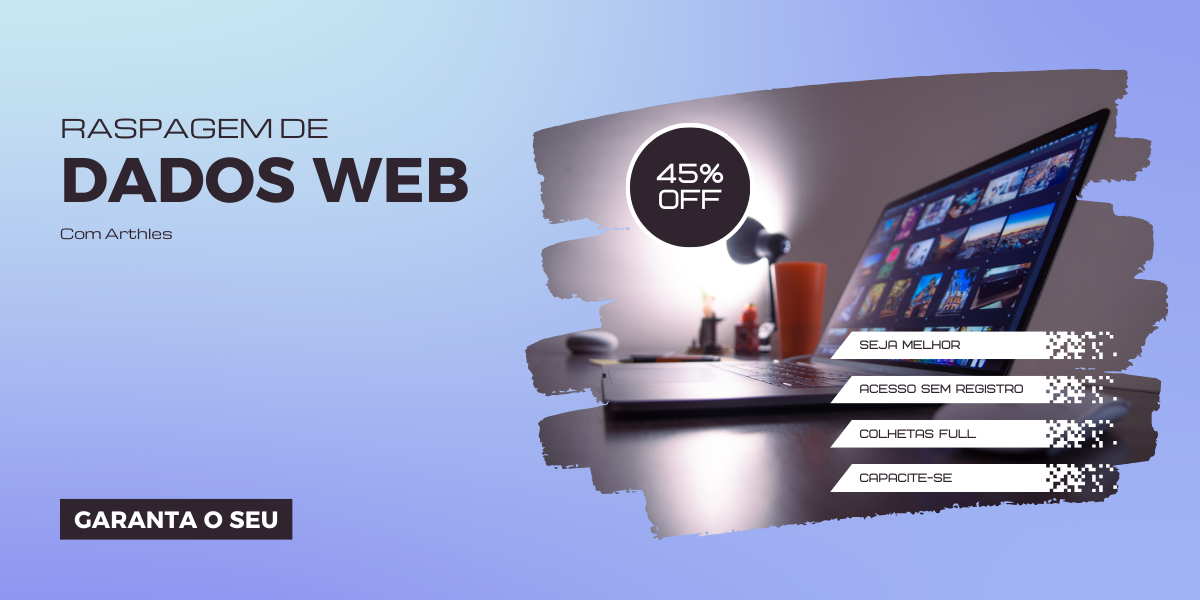 RASPAGEM DE
DADOS WEB
Com Arthles
45%
OFF
SEJA MELHOR
ACESSO SEM REGISTRO
COLHETAS FULL
CAPACITE-SE
GARANTA O SEU